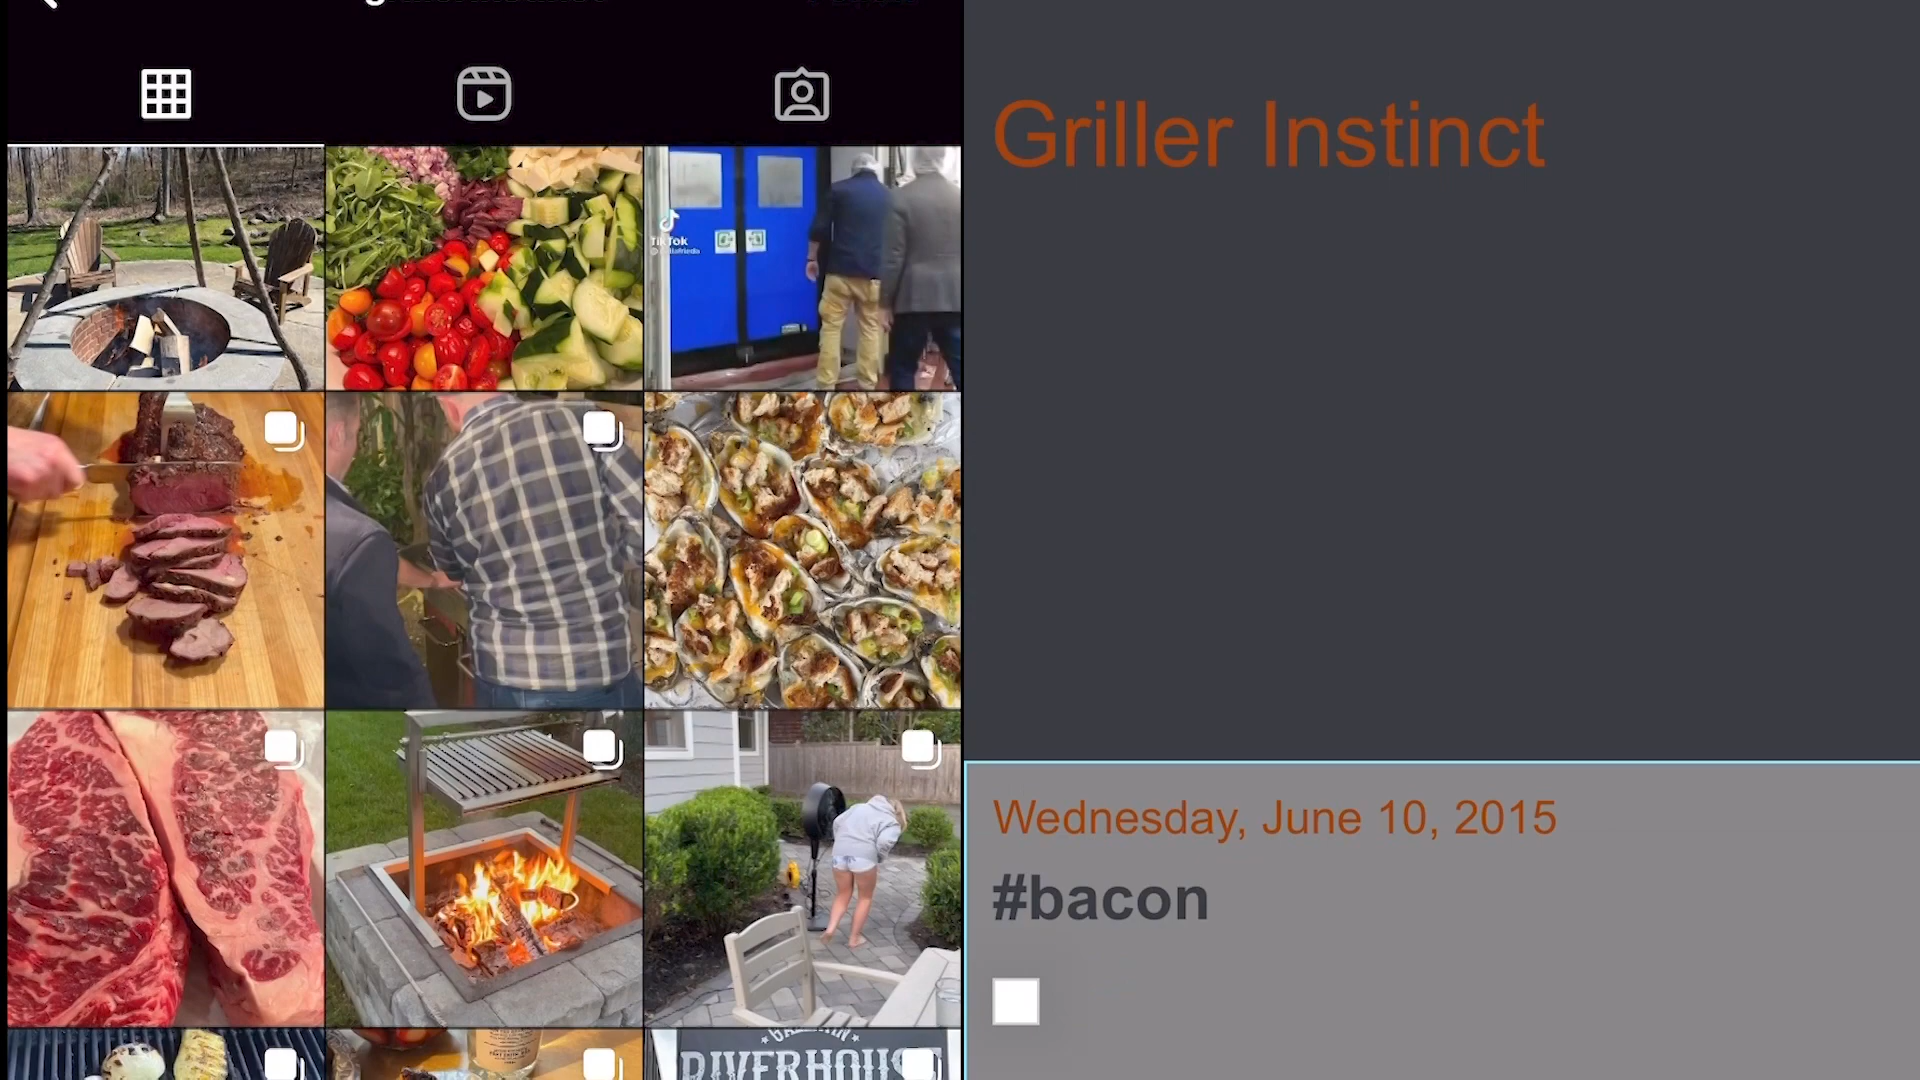 TikTok
RIVERHOUSE
Griller Instinct
Wednesday, June 10, 2015
#bacon